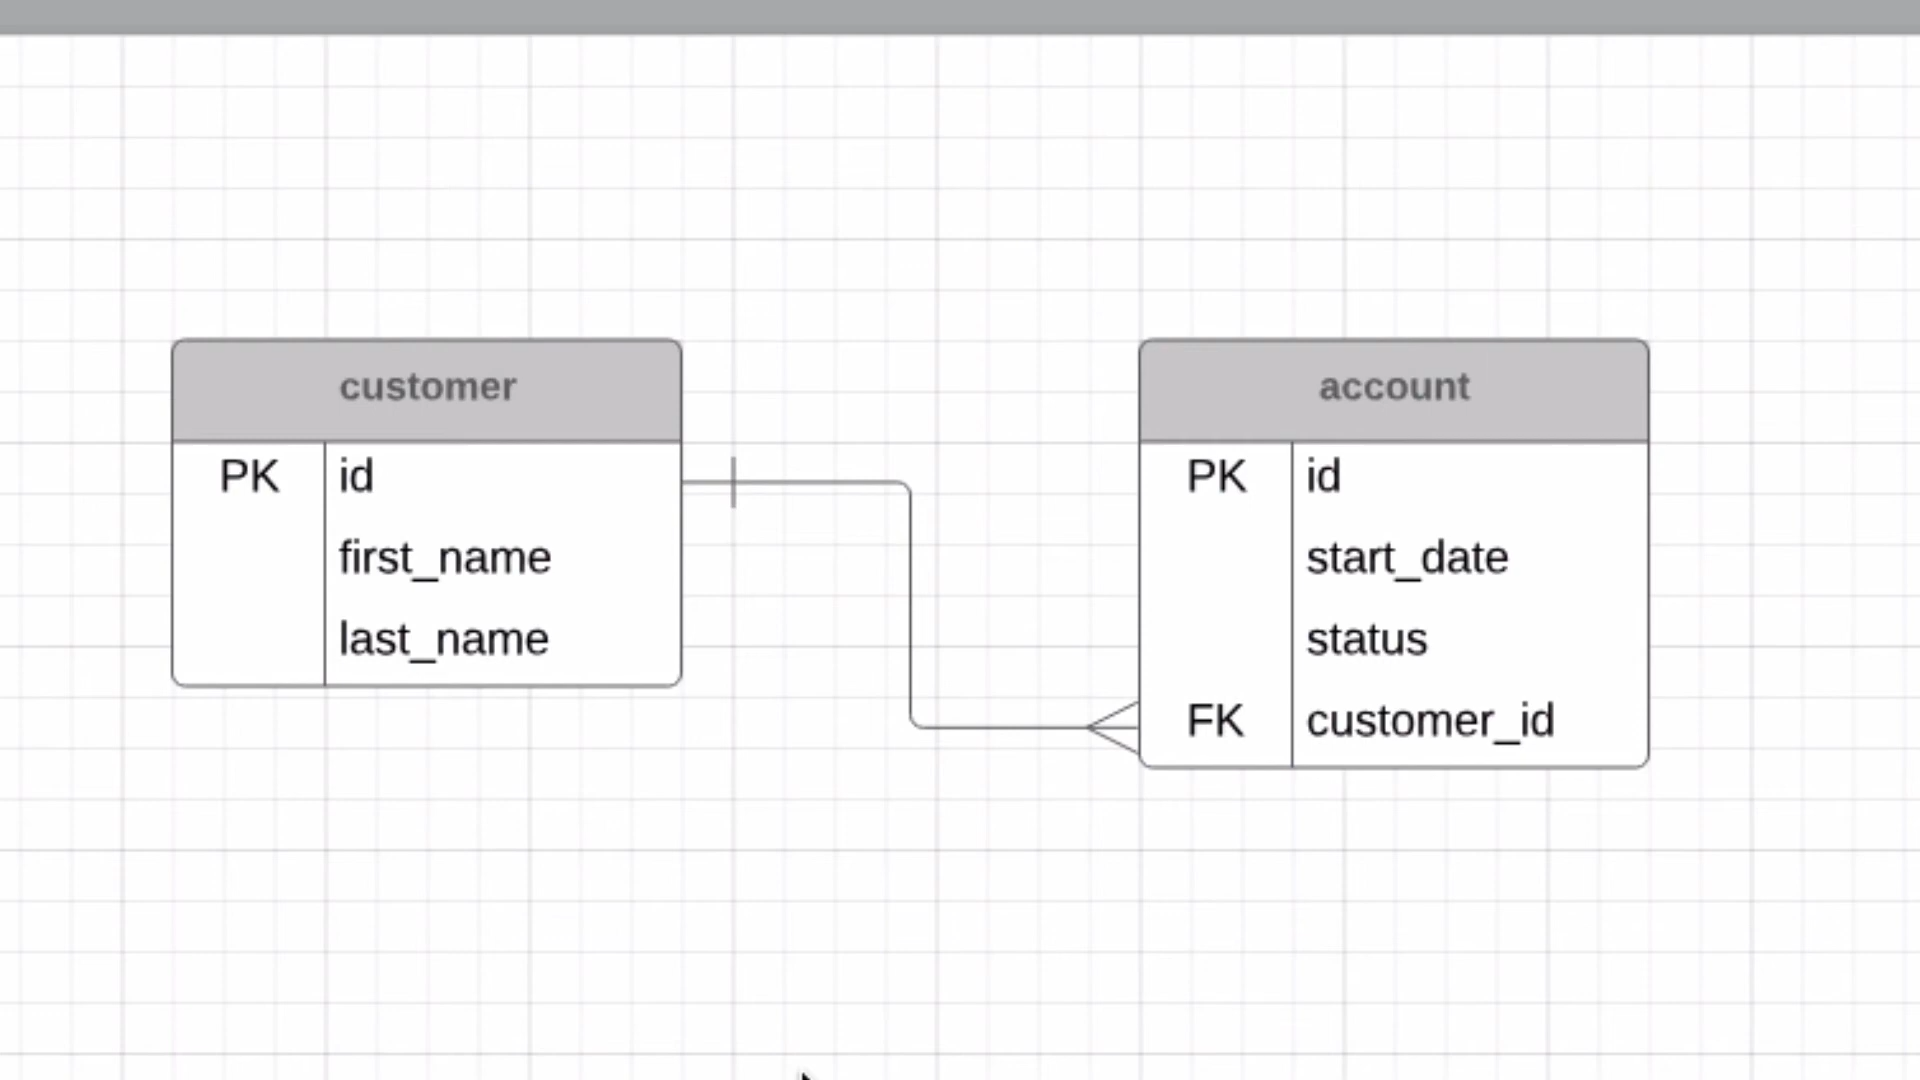 customer
PK id
first_name
last_name
account
PK id
start_date
status
FK customer_id